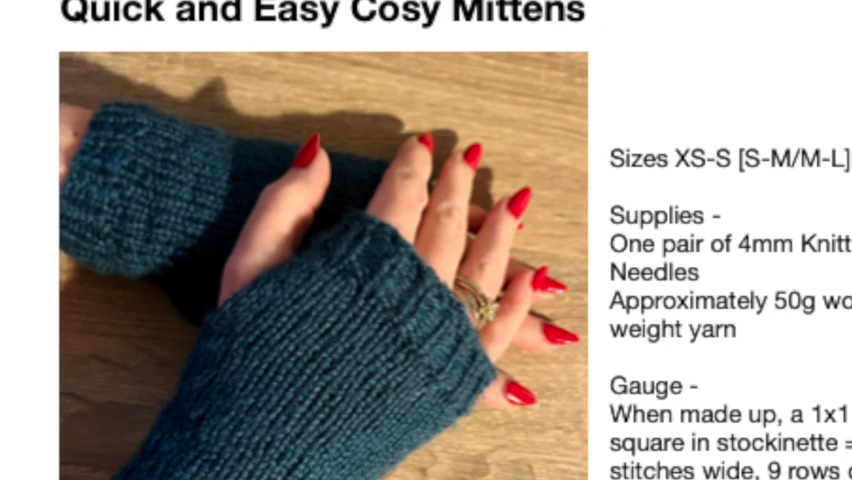 Quick and Easy Cosy Mittens
Sizes XS-S [S-M/M-L]
Supplies -
One pair of 4mm
Needles
Approximately 50g
weight yarn
Gauge -
When made up, a 1x1
square in stockinette =
stitches wide, 9 rows